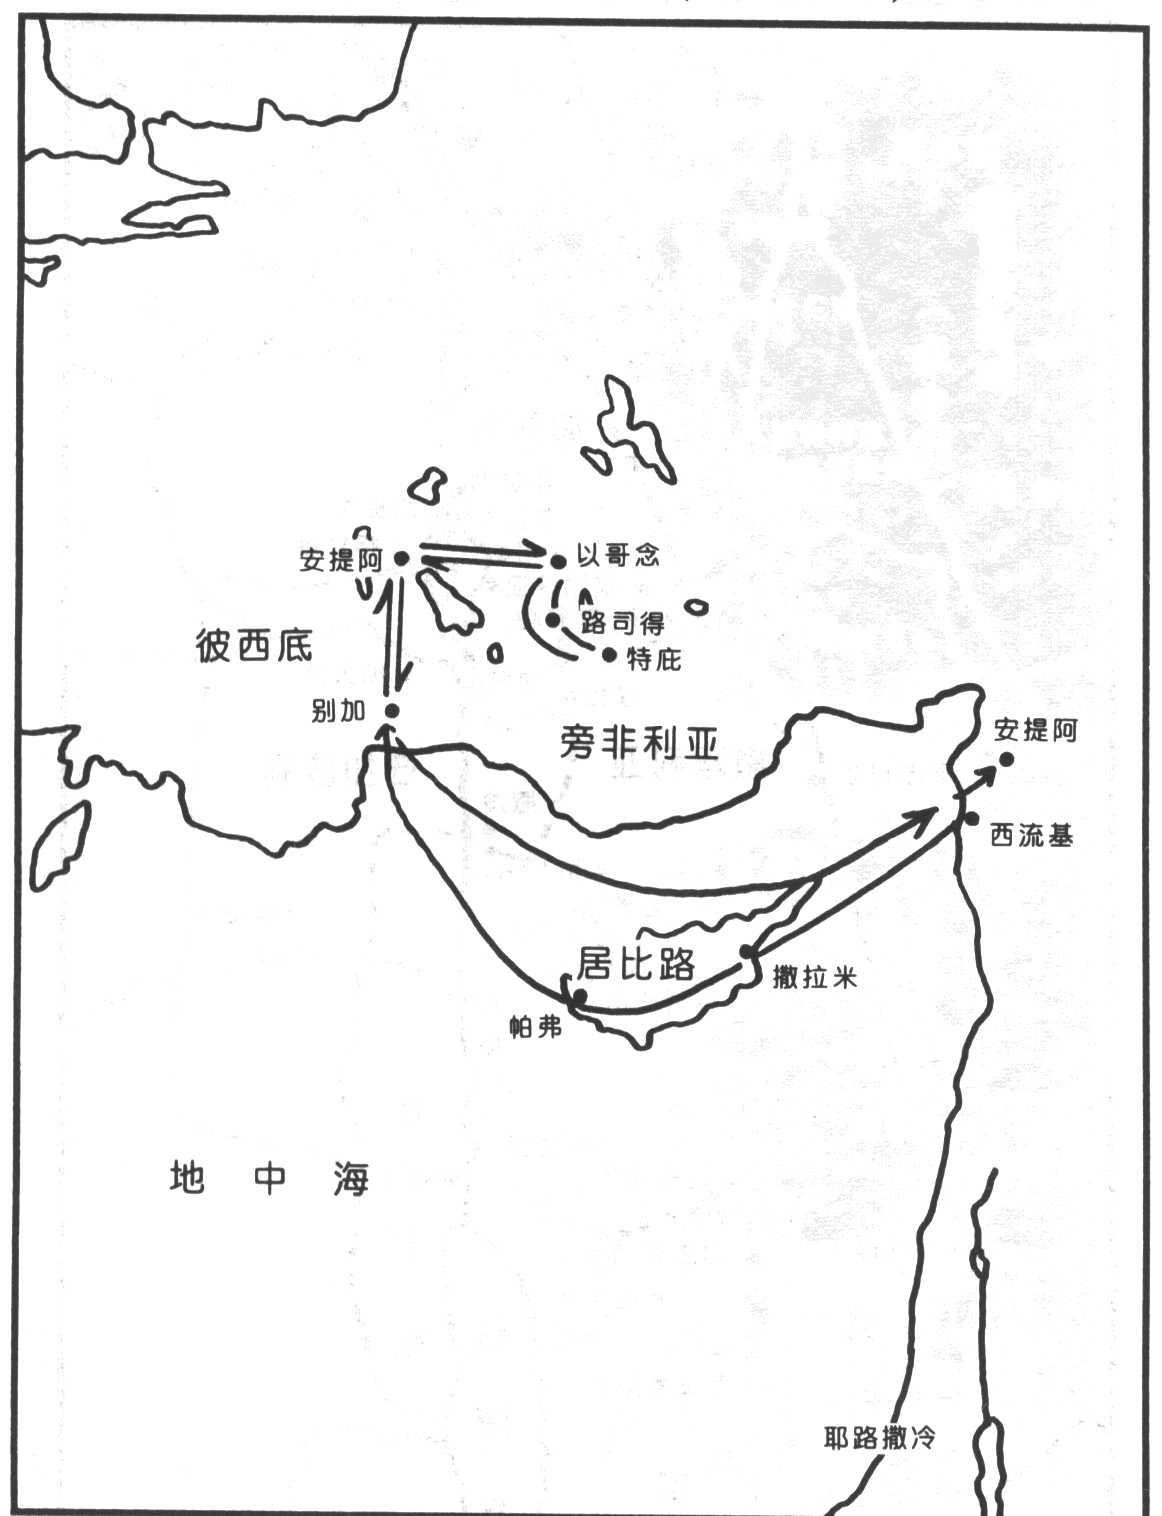 安提阿
以哥念
路司得
彼西底
特庇
别加
旁非利亚
安提阿
西流基
居比路
撒拉米
帕弗
地中海
耶路撒冷